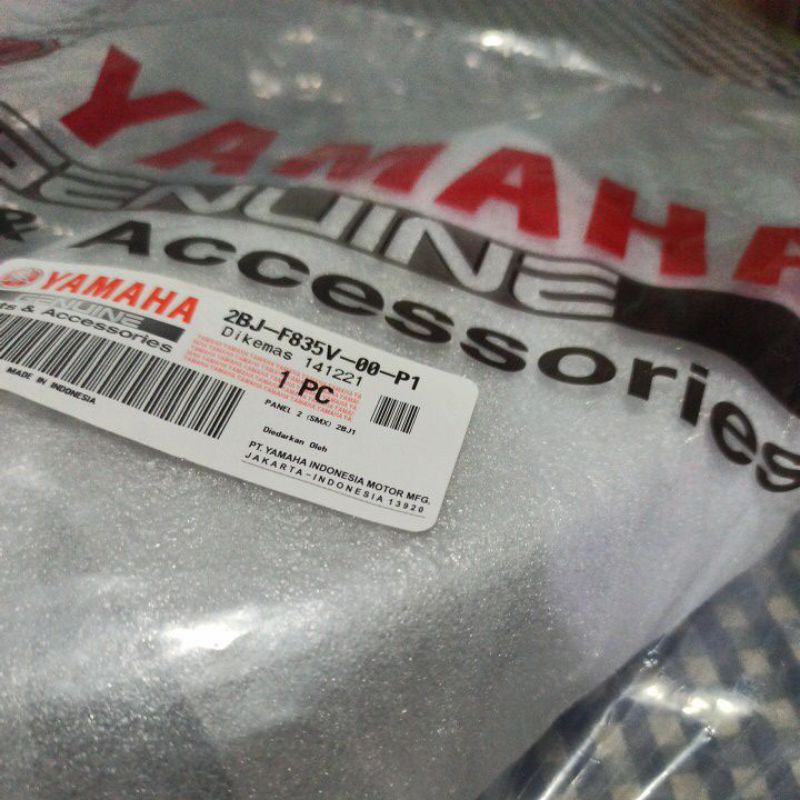 YAMAHA
GENUINE
& Accessories
YAMAHA
GENUINE
ts & Accessories
MADE IN INDONESIA
2BJ-F835V-00-P1
Dikemas 141221
1 PC
PANEL 2 (SMX) 2BJ1
Diedarkan Oleh
PT. YAMAHA INDONESIA MOTOR MFG.
JAKARTA-INDONESIA 13920